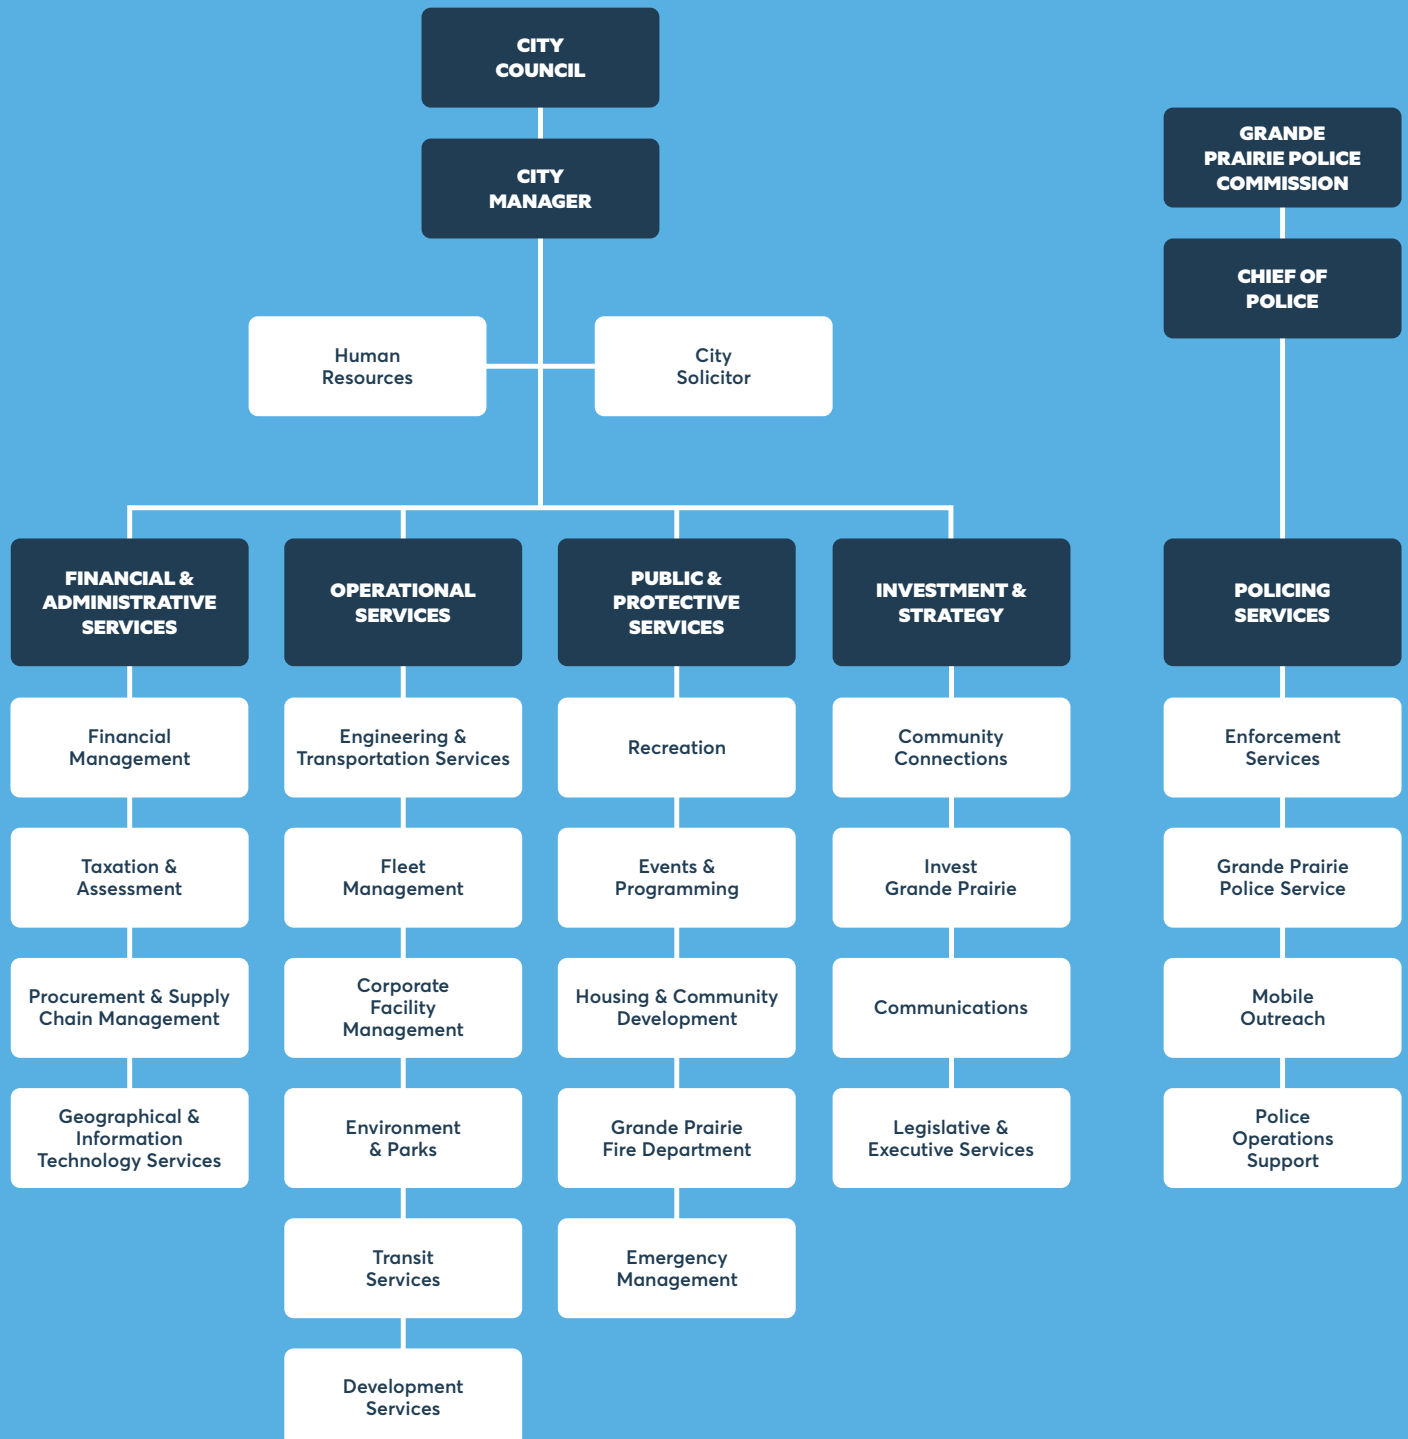 CITY
COUNCIL
CITY
MANAGER
GRANDE
PRAIRIE POLICE
COMMISSION
CHIEF OF
POLICE
Human
Resources
City
Solicitor
FINANCIAL &
ADMINISTRATIVE
SERVICES
Financial
Management
Taxation &
Assessment
Procurement & Supply
Chain Management
Geographical &
Information
Technology Services
OPERATIONAL
SERVICES
Engineering &
Transportation Services
Fleet
Management
Corporate
Facility
Management
Environment
& Parks
Transit
Services
Development
Services
PUBLIC &
PROTECTIVE
SERVICES
Recreation
Events &
Programming
Housing & Community
Development
Grande Prairie
Fire Department
Emergency
Management
INVESTMENT &
STRATEGY
Community
Connections
Invest
Grande Prairie
Communications
Legislative &
Executive Services
POLICING
SERVICES
Enforcement
Services
Grande Prairie
Police Service
Mobile
Outreach
Police
Operations
Support